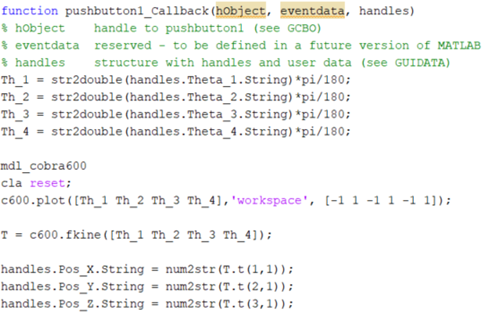 function pushbutton1_Callback(hObject, eventdata, handles)
% hObject    handle to pushbutton1 (see GCBO)
% eventdata  reserved - to be defined in a future version of MATLAB
% handles    structure with handles and user data (see GUIDATA)
Th_1 = str2double(handles.Theta_1.String)*pi/180;
Th_2 = str2double(handles.Theta_2.String)*pi/180;
Th_3 = str2double(handles.Theta_3.String)*pi/180;
Th_4 = str2double(handles.Theta_4.String)*pi/180;
mdl_cobra600
cla reset;
c600.plot([Th_1 Th_2 Th_3 Th_4],'workspace', [-1 1 -1 1 -1 1]);
T = c600.fkine([Th_1 Th_2 Th_3 Th_4]);
handles.Pos_X.String = num2str(T.t(1,1));
handles.Pos_Y.String = num2str(T.t(2,1));
handles.Pos_Z.String = num2str(T.t(3,1));